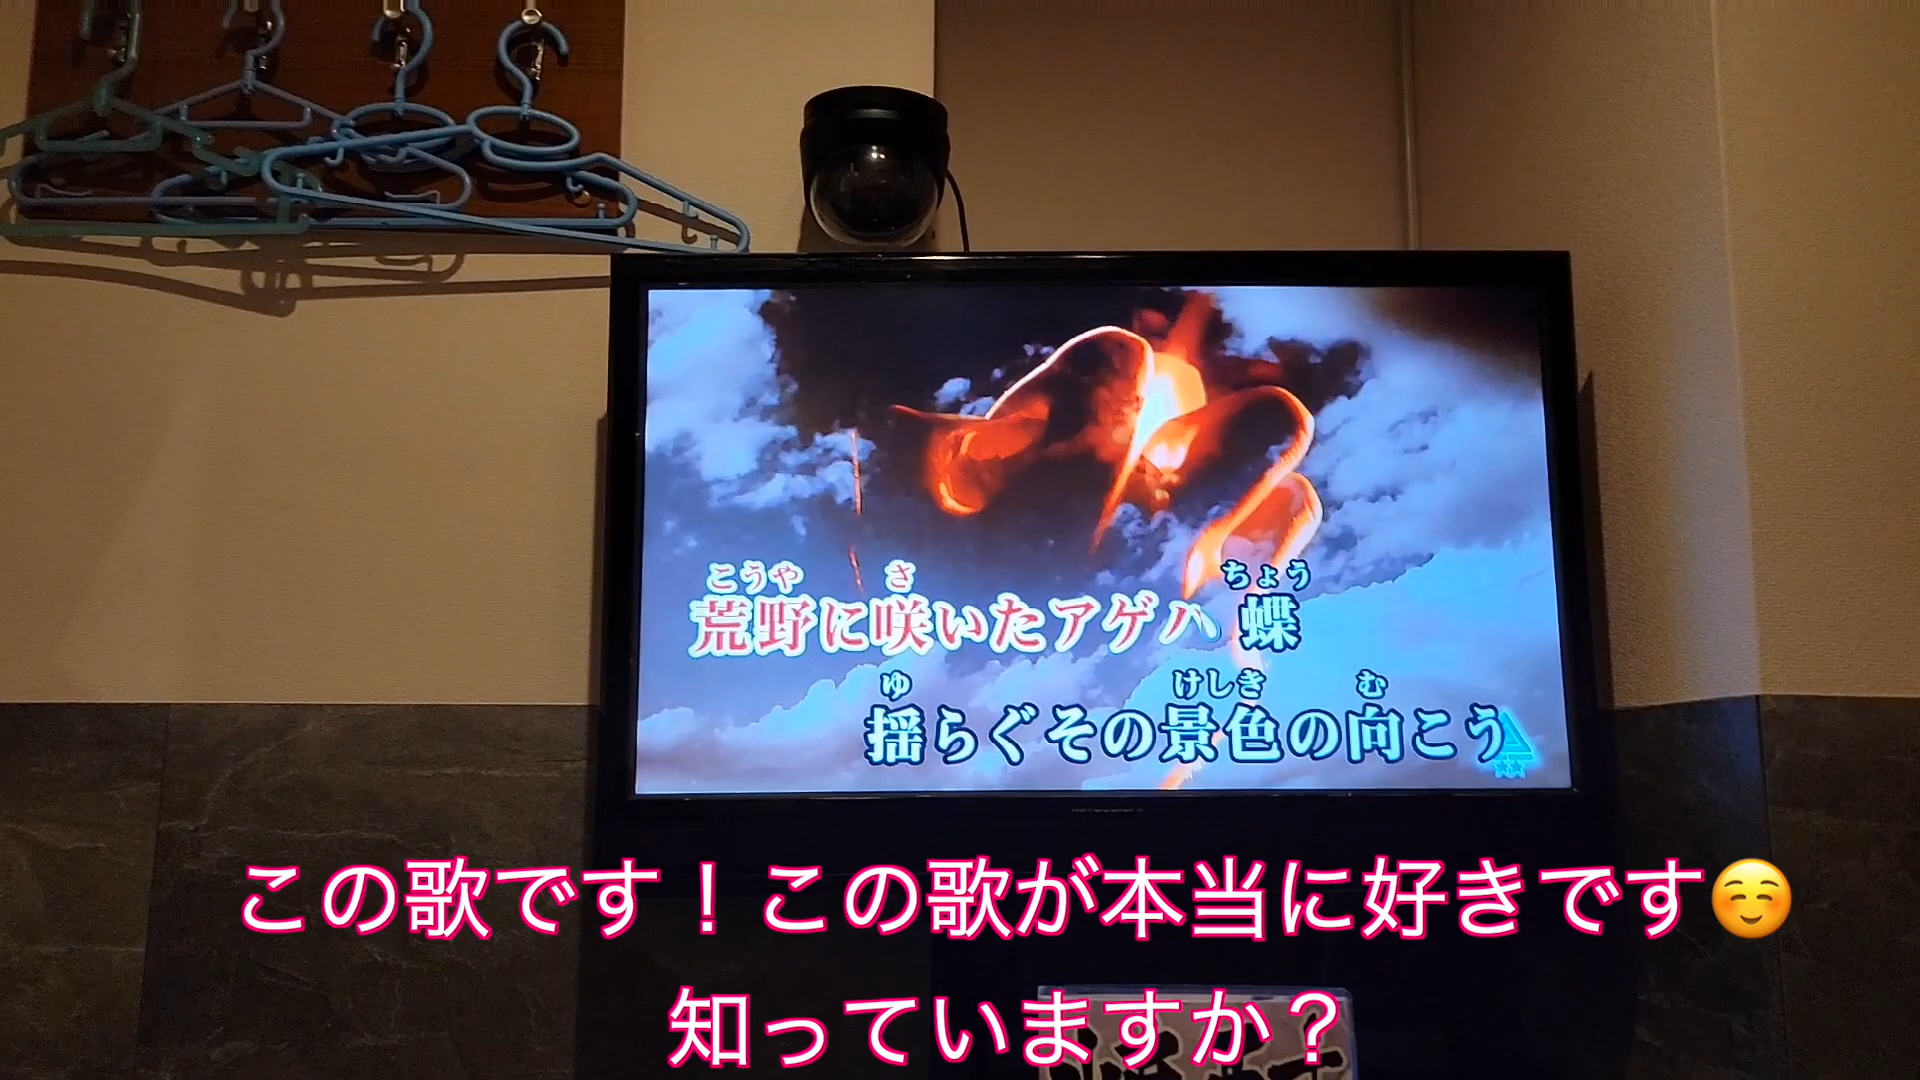 こうや さ ちょう
荒野に咲いたアゲハ蝶
ゆ けしき む
揺らぐその景色の向こう
この歌です！この歌が本当に好きです☺️
知っていますか？